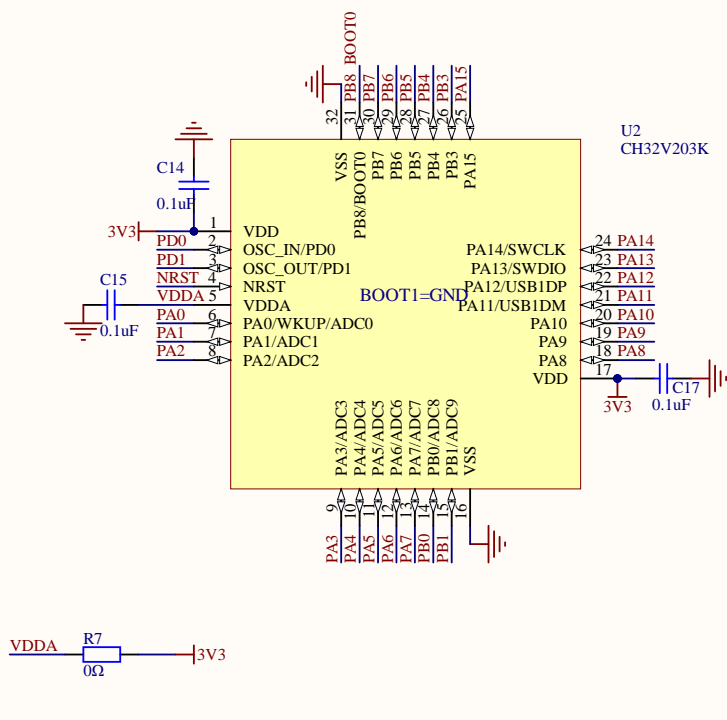 BOOT0
PB8
PB7
PB6
PB5
PB4
PB3
PA15
32
31
30
29
28
27
26
25
VSS
PB8/BOOT0
PB7
PB6
PB5
PB4
PB3
PA15
U2
CH32V203K
C14
0.1uF
3V3
1 VDD
PD0 2 OSC_IN/PD0
PD1 3 OSC_OUT/PD1
NRST 4 NRST
C15
0.1uF
VDDA 5 VDDA
PA0 6 PA0/WKUP/ADC0
PA1 7 PA1/ADC1
PA2 8 PA2/ADC2
BOOT1=GND
PA14/SWCLK 24 PA14
PA13/SWDIO 23 PA13
PA12/USB1DP 22 PA12
PA11/USB1DM 21 PA11
PA10 20 PA10
PA9 19 PA9
PA8 18 PA8
VDD 17
C17
3V3
0.1uF
PA3/ADC3
PA4/ADC4
PA5/ADC5
PA6/ADC6
PA7/ADC7
PB0/ADC8
PB1/ADC9
VSS
9
10
11
12
13
14
15
16
PA3
PA4
PA5
PA6
PA7
PB0
PB1
VDDA
R7
0Ω
3V3